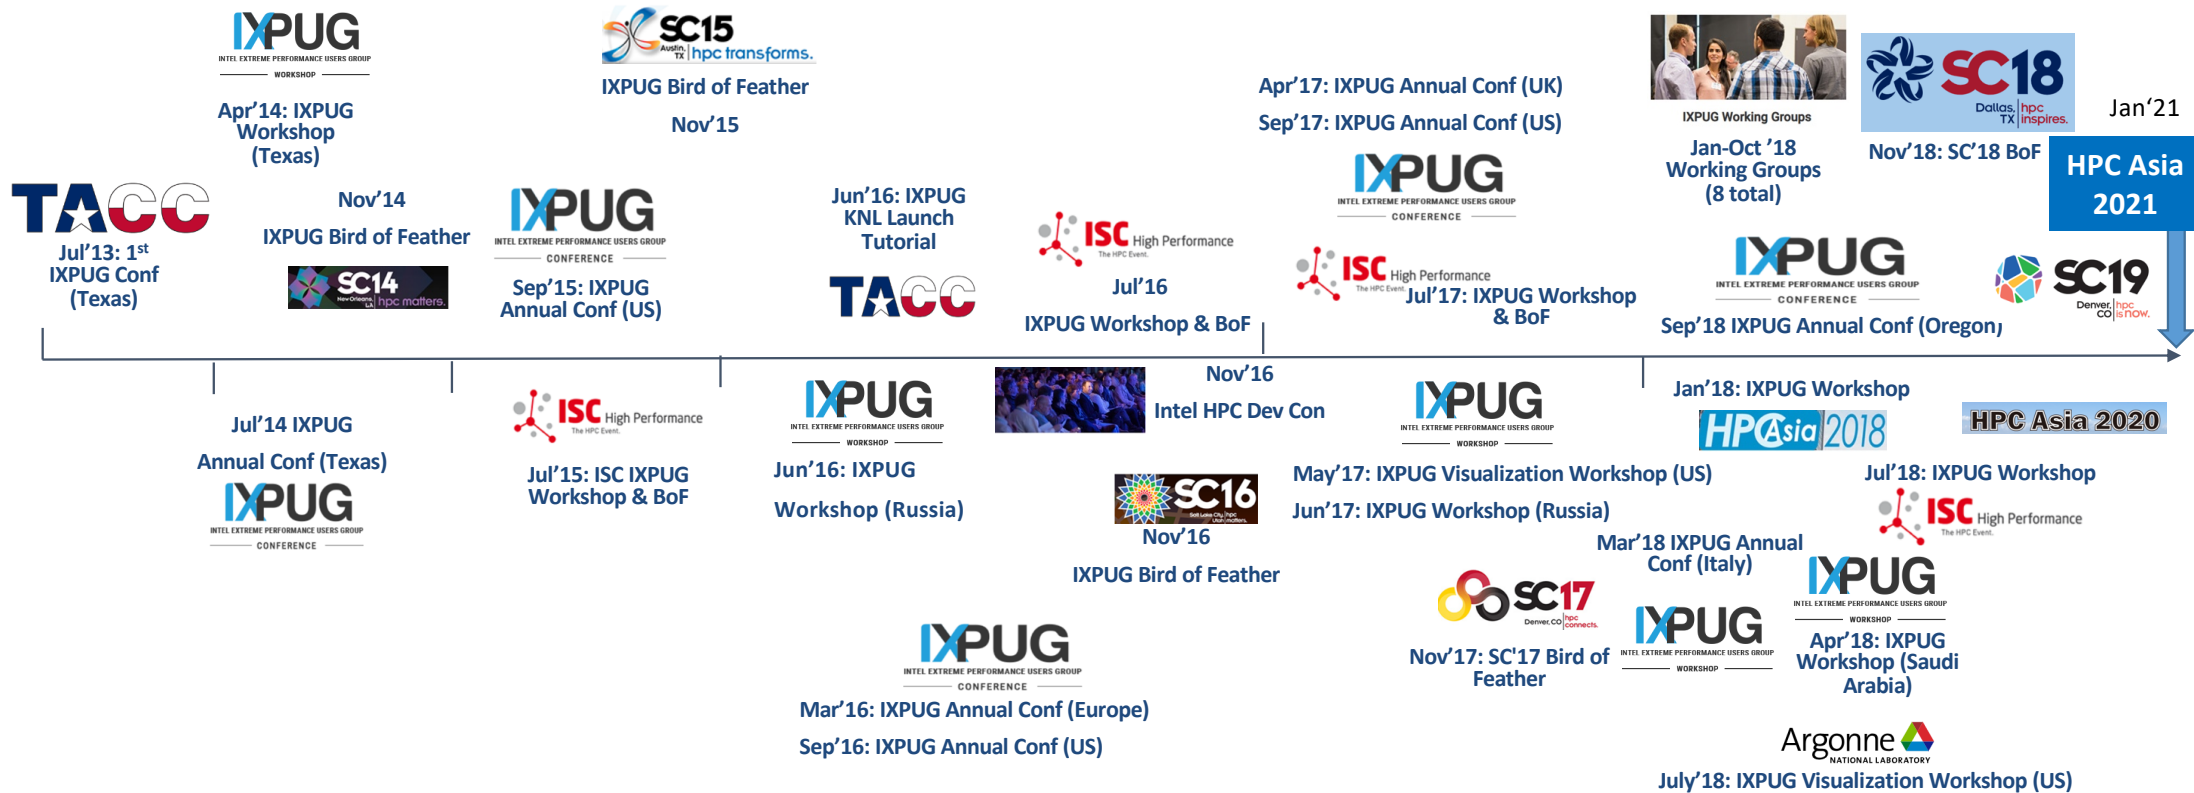 IXPUG
INTEL EXTREME PERFORMANCE USERS GROUP
WORKSHOP
Apr'14: IXPUG
Workshop
(Texas)
SC15
Austin, TX
hpc transforms.
IXPUG Bird of Feather
Nov'15
Apr'17: IXPUG Annual Conf (UK)
Sep'17: IXPUG Annual Conf (US)
IXPUG
INTEL EXTREME PERFORMANCE USERS GROUP
CONFERENCE
IXPUG Working Groups
Jan-Oct '18
Working Groups
(8 total)
SC18
Dallas, TX
hpc inspires.
Nov'18: SC'18 BoF
Jan'21
HPC Asia
2021
TACC
Jul'13: 1st
IXPUG Conf
(Texas)
Nov'14
IXPUG Bird of Feather
SC14
New Orleans, LA
hpc matters.
IXPUG
INTEL EXTREME PERFORMANCE USERS GROUP
CONFERENCE
Sep'15: IXPUG
Annual Conf (US)
Jun'16: IXPUG
KNL Launch
Tutorial
TACC
ISC High Performance
The HPC Event.
Jul'16
IXPUG Workshop & BoF
ISC High Performance
The HPC Event.
Jul'17: IXPUG Workshop
& BoF
IXPUG
INTEL EXTREME PERFORMANCE USERS GROUP
CONFERENCE
Sep'18 IXPUG Annual Conf (Oregon)
SC19
Denver, CO
hpc is now.
Jul'14 IXPUG
Annual Conf (Texas)
IXPUG
INTEL EXTREME PERFORMANCE USERS GROUP
CONFERENCE
ISC High Performance
The HPC Event.
Jul'15: ISC IXPUG
Workshop & BoF
IXPUG
INTEL EXTREME PERFORMANCE USERS GROUP
WORKSHOP
Jun'16: IXPUG
Workshop (Russia)
Nov'16
Intel HPC Dev Con
SC16
Salt Lake City, Utah
hpc matters.
Nov'16
IXPUG Bird of Feather
IXPUG
INTEL EXTREME PERFORMANCE USERS GROUP
CONFERENCE
Mar'16: IXPUG Annual Conf (Europe)
Sep'16: IXPUG Annual Conf (US)
IXPUG
INTEL EXTREME PERFORMANCE USERS GROUP
WORKSHOP
May'17: IXPUG Visualization Workshop (US)
Jun'17: IXPUG Workshop (Russia)
SC17
Denver, CO
hpc connects.
Nov'17: SC'17 Bird of
Feather
Jan'18: IXPUG Workshop
HPC Asia 2018
HPC Asia 2020
Jul'18: IXPUG Workshop
ISC High Performance
The HPC Event.
Mar'18 IXPUG Annual
Conf (Italy)
IXPUG
INTEL EXTREME PERFORMANCE USERS GROUP
WORKSHOP
IXPUG
INTEL EXTREME PERFORMANCE USERS GROUP
WORKSHOP
Apr'18: IXPUG
Workshop (Saudi
Arabia)
Argonne
NATIONAL LABORATORY
July'18: IXPUG Visualization Workshop (US)